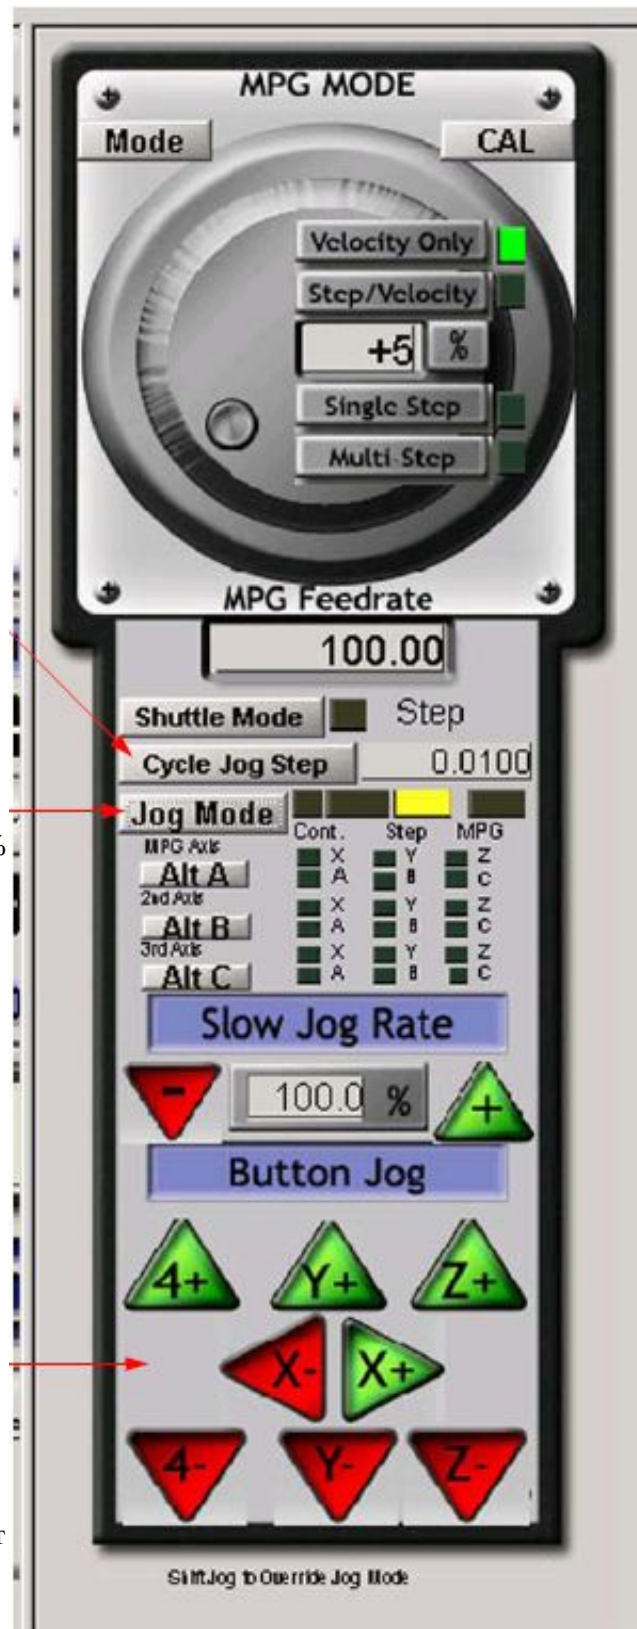 MPG MODE
Mode CAL
Velocity Only
Step/Velocity
+5 %
Single Step
Multi-Step
MPG Feedrate
100.00
Shuttle Mode Step
Cycle Jog Step 0.0100
Jog Mode
Cont. Step MPG
%
MPG Axis X Y Z
Alt A A B C
2nd Axis X Y Z
Alt B A B C
3rd Axis X Y Z
Alt C A B C
Slow Jog Rate
- 100.0 % +
Button Jog
4+ Y+ Z+
X- X+
4- Y- Z-
Shift Jog to Override Jog Mode